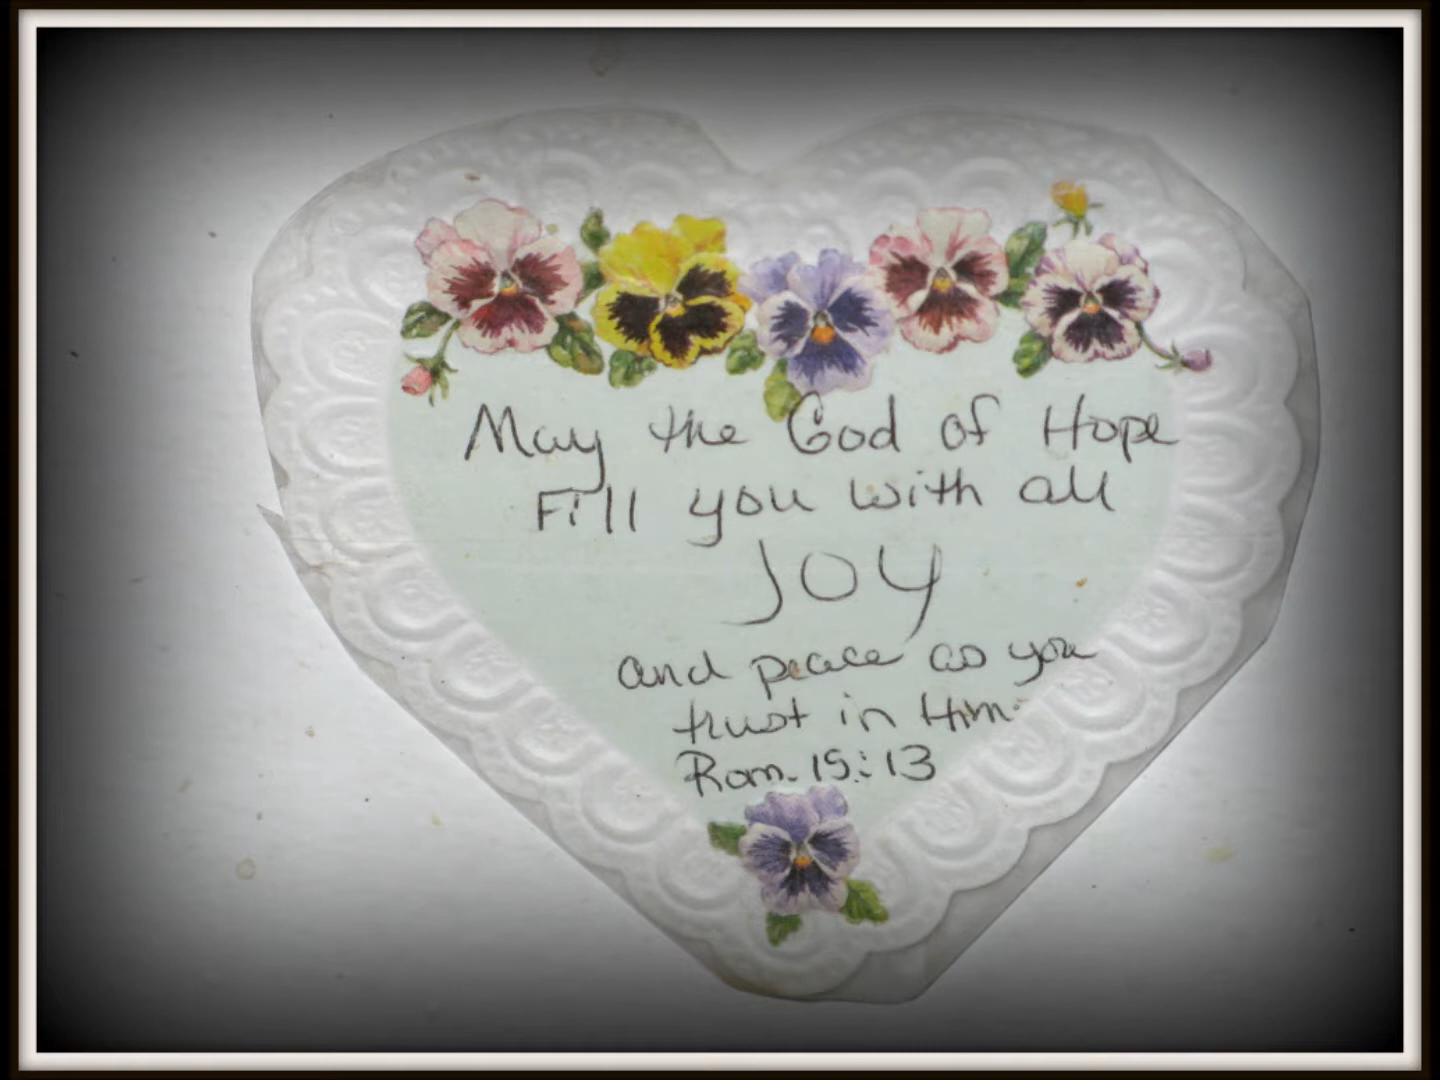 May the God of Hope
Fill you with all
JOY
and peace as you
trust in Him.
Rom. 15:13